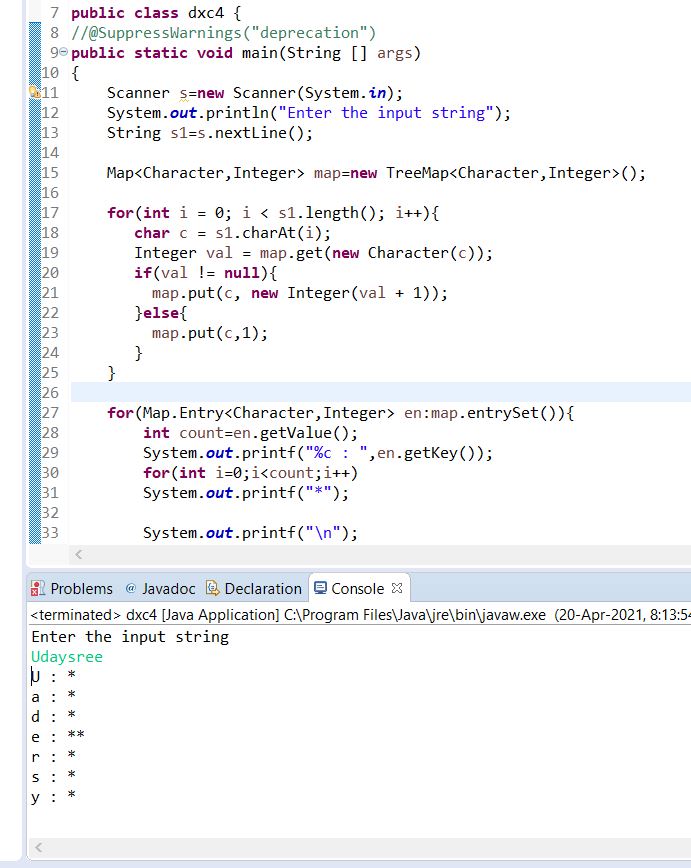 7 public class dxc4 {
8 //@SuppressWarnings("deprecation")
9 public static void main(String [] args)
10 {
11 Scanner s=new Scanner(System.in);
12 System.out.println("Enter the input string");
13 String s1=s.nextLine();
14
15 Map<Character,Integer> map=new TreeMap<Character,Integer>();
16
17 for(int i = 0; i < s1.length(); i++){
18 char c = s1.charAt(i);
19 Integer val = map.get(new Character(c));
20 if(val != null){
21 map.put(c, new Integer(val + 1));
22 }else{
23 map.put(c,1);
24 }
25 }
26
27 for(Map.Entry<Character,Integer> en:map.entrySet()){
28 int count=en.getValue();
29 System.out.printf("%c : ",en.getKey());
30 for(int i=0;i<count;i++)
31 System.out.printf("*");
32
33 System.out.printf("\n");
Problems @ Javadoc Declaration Console
<terminated> dxc4 [Java Application] C:\Program Files\Java\jre\bin\javaw.exe (20-Apr-2021, 8:13:54
Enter the input string
Udaysree
U : *
a : *
d : *
e : **
r : *
s : *
y : *